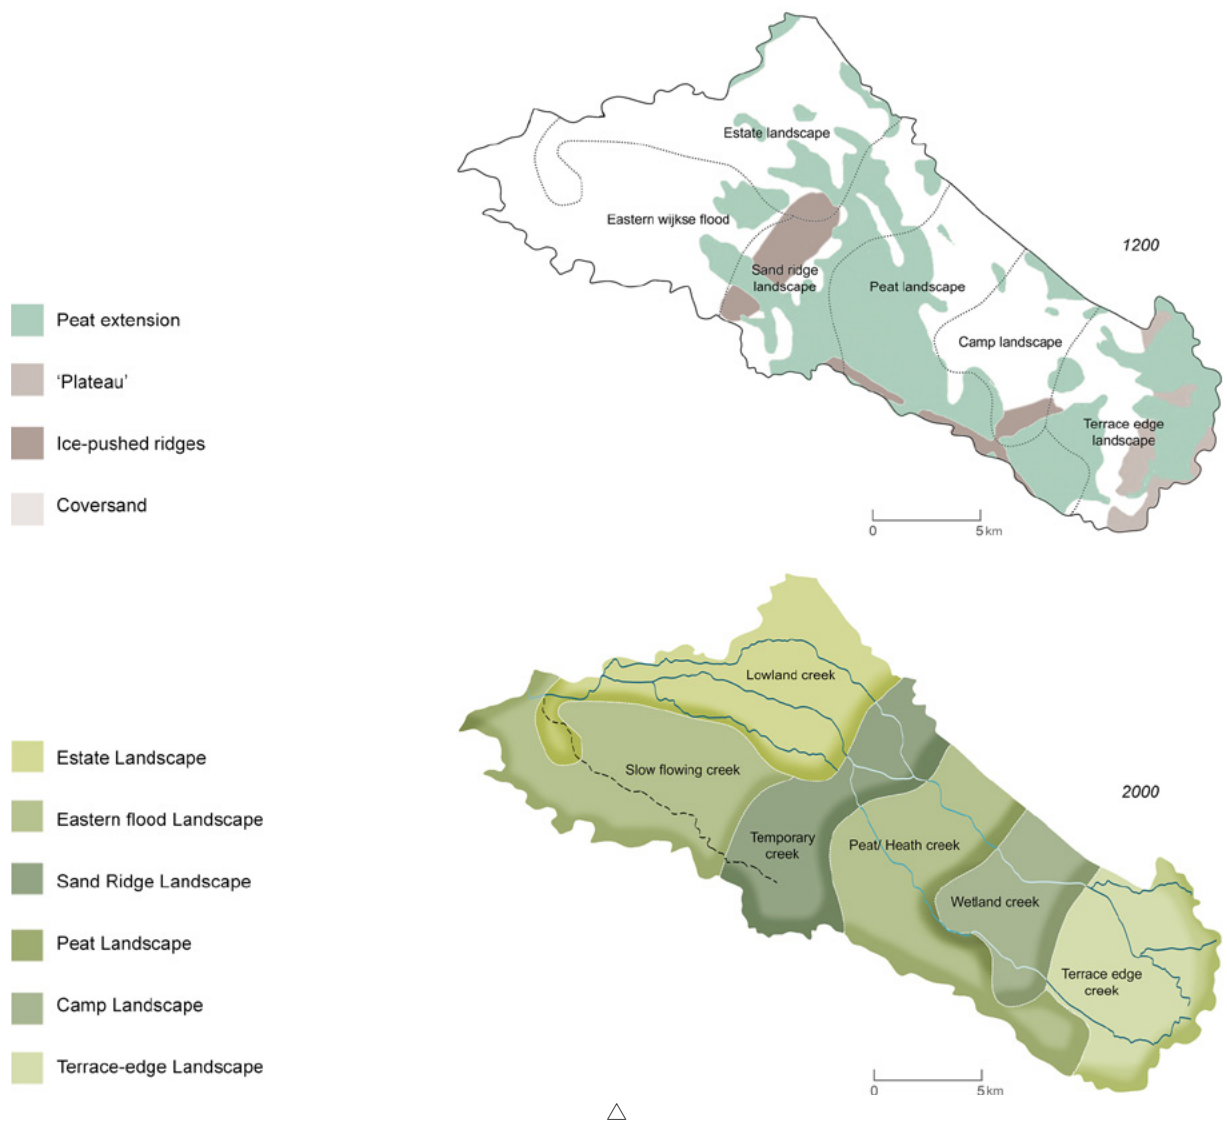 Estate landscape
Eastern wijkse flood
1200
Sand ridge
landscape
Peat landscape
Camp landscape
Terrace edge
landscape
Peat extension
‘Plateau’
Ice-pushed ridges
Coversand
0 5 km
Lowland creek
Slow flowing creek
2000
Temporary
creek
Peat/ Heath creek
Wetland creek
Terrace edge
creek
Estate Landscape
Eastern flood Landscape
Sand Ridge Landscape
Peat Landscape
Camp Landscape
Terrace-edge Landscape
0 5 km